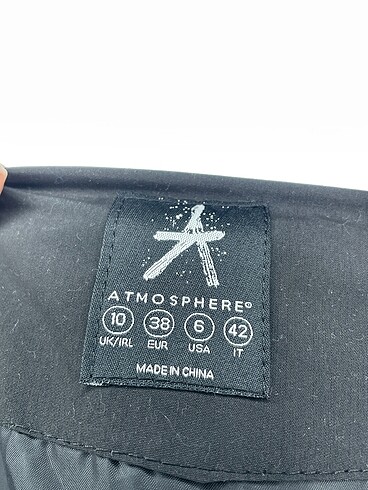 ATMOSPHERE©
10 38 6 42
UK/IRL EUR USA IT
MADE IN CHINA